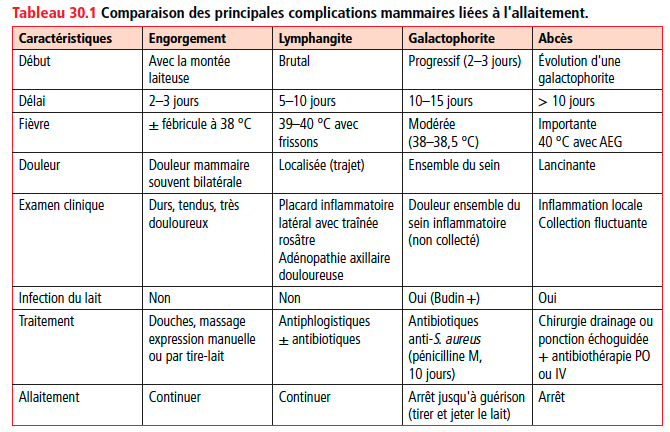 Tableau 30.1 Comparaison des principales complications mammaires liées à l'allaitement.
Caractéristiques Engorgement Lymphangite Galactophorite Abcès
Début Avec la montée Brutal Progressif (2–3 jours) Évolution d'une
laiteuse galactophorite
Délai 2–3 jours 5–10 jours 10–15 jours > 10 jours
Fièvre ± fébricule à 38 °C 39–40 °C avec Modérée Importante
frissons (38–38,5 °C) 40 °C avec AEG
Douleur Douleur mammaire Localisée (trajet) Ensemble du sein Lancinante
souvent bilatérale
Examen clinique Durs, tendus, très Placard inflammatoire Douleur ensemble du Inflammation locale
douloureux latéral avec traînée sein inflammatoire Collection fluctuante
rosâtre (non collecté)
Adénopathie axillaire
douloureuse
Infection du lait Non Non Oui (Budin +) Oui
Traitement Douches, massage Antiphlogistiques Antibiotiques Chirurgie drainage ou
expression manuelle ± antibiotiques anti-S. aureus ponction échoguidée
ou par tire-lait (pénicilline M, + antibiothérapie PO
10 jours) ou IV
Allaitement Continuer Continuer Arrêt jusqu'à guérison Arrêt
(tirer et jeter le lait)